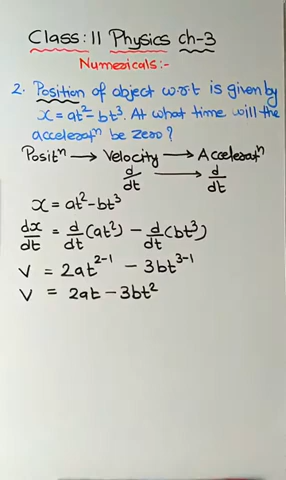 Class:11 Physics ch-3
Numericals:-
2. Position of object w.r.t is given by
x = at² - bt³. At what time will the
acceleratⁿ be zero?
Positⁿ → Velocity → Acceleratⁿ
d/dt → d/dt
x = at² - bt³
dx/dt = d/dt (at²) - d/dt (bt³)
v = 2at²⁻¹ - 3bt³⁻¹
v = 2at - 3bt²